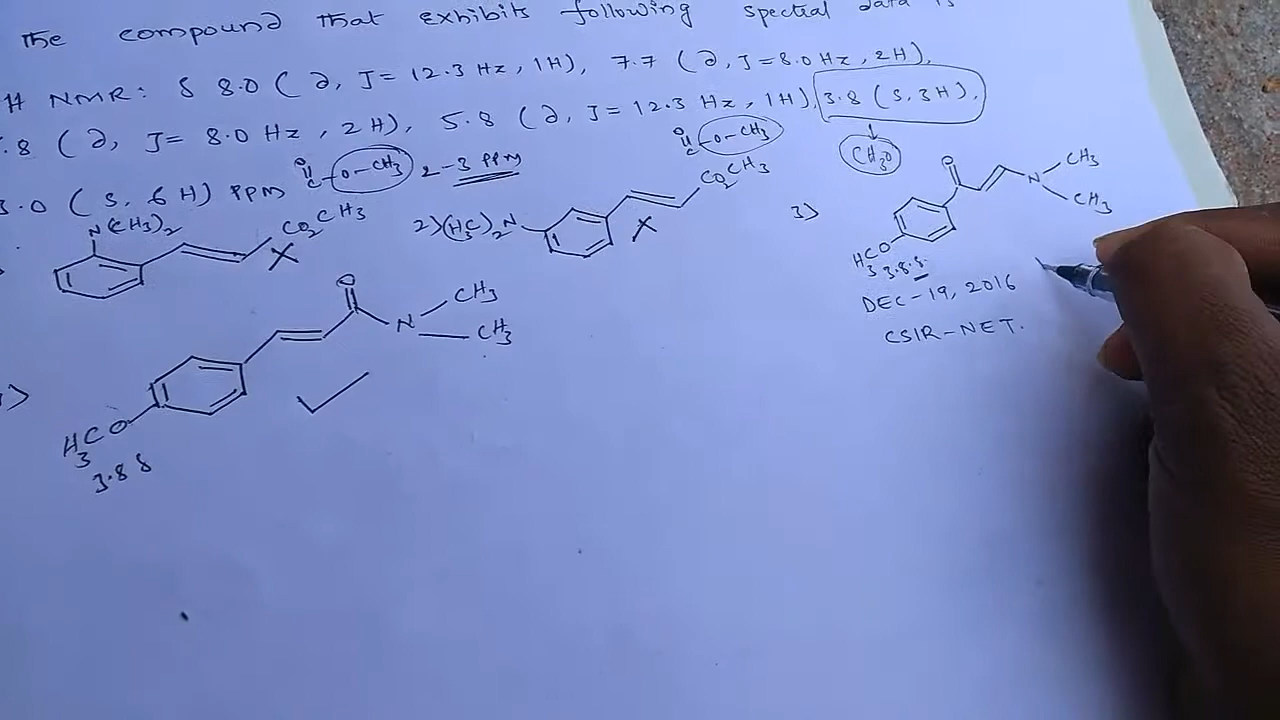 The compound that exhibits following spectral data is
H NMR: δ 8.0 (d, J=12.3 Hz, 1H), 7.7 (d, J=8.0 Hz, 2H),
.8 (d, J= 8.0 Hz, 2H), 5.8 (d, J=12.3 Hz, 1H), 3.8 (s, 3H),
3.0 (s, 6H) PPM
O
C-O-CH3
2-3 PPM
O
C-O-CH3
CH3O
N(CH3)2
CO2CH3
X
2) (H3C)2N
CO2CH3
X
3)
O
N
CH3
CH3
H3CO
3.8 δ
DEC-19, 2016
CSIR-NET.
O
N
CH3
CH3
H3CO
3.8 δ